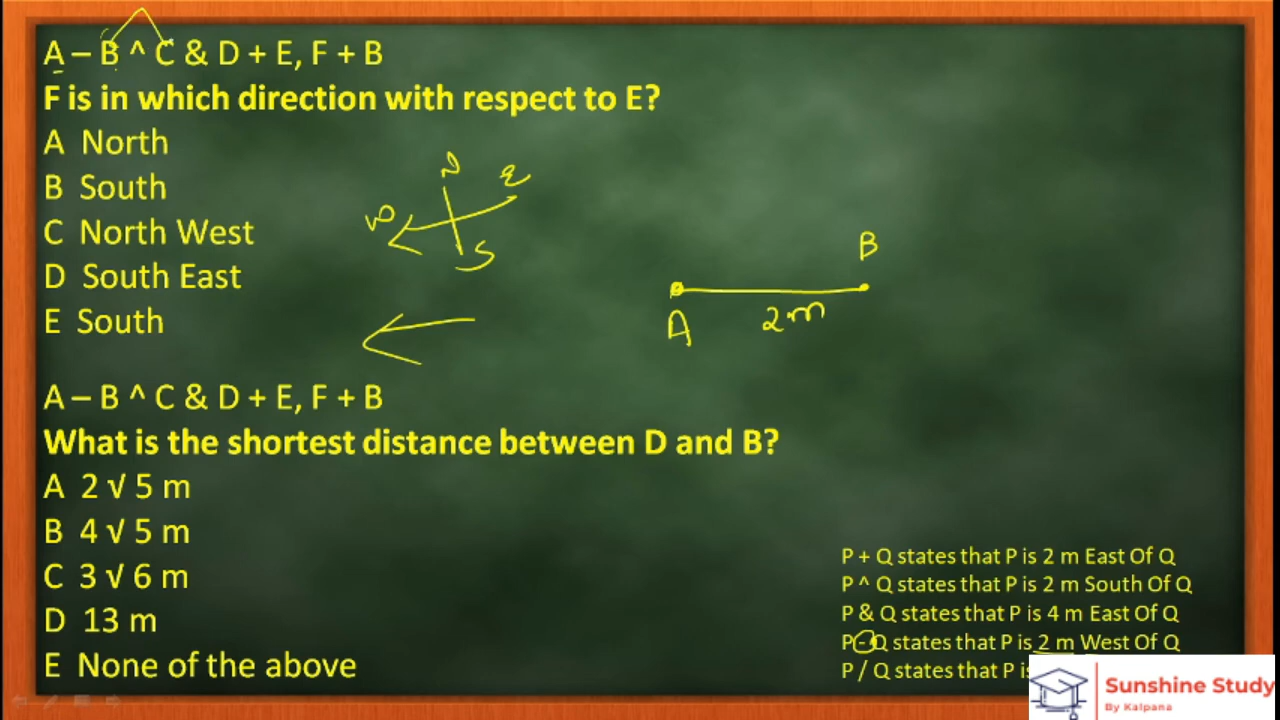 A – B ^ C & D + E, F + B
F is in which direction with respect to E?
A North
B South
C North West
D South East
E South
N
E
W
S
B
A
2m
A – B ^ C & D + E, F + B
What is the shortest distance between D and B?
A 2 √ 5 m
B 4 √ 5 m
C 3 √ 6 m
D 13 m
E None of the above
P + Q states that P is 2 m East Of Q
P ^ Q states that P is 2 m South Of Q
P & Q states that P is 4 m East Of Q
P – Q states that P is 2 m West Of Q
P / Q states that P is
Sunshine Study
By Kalpana